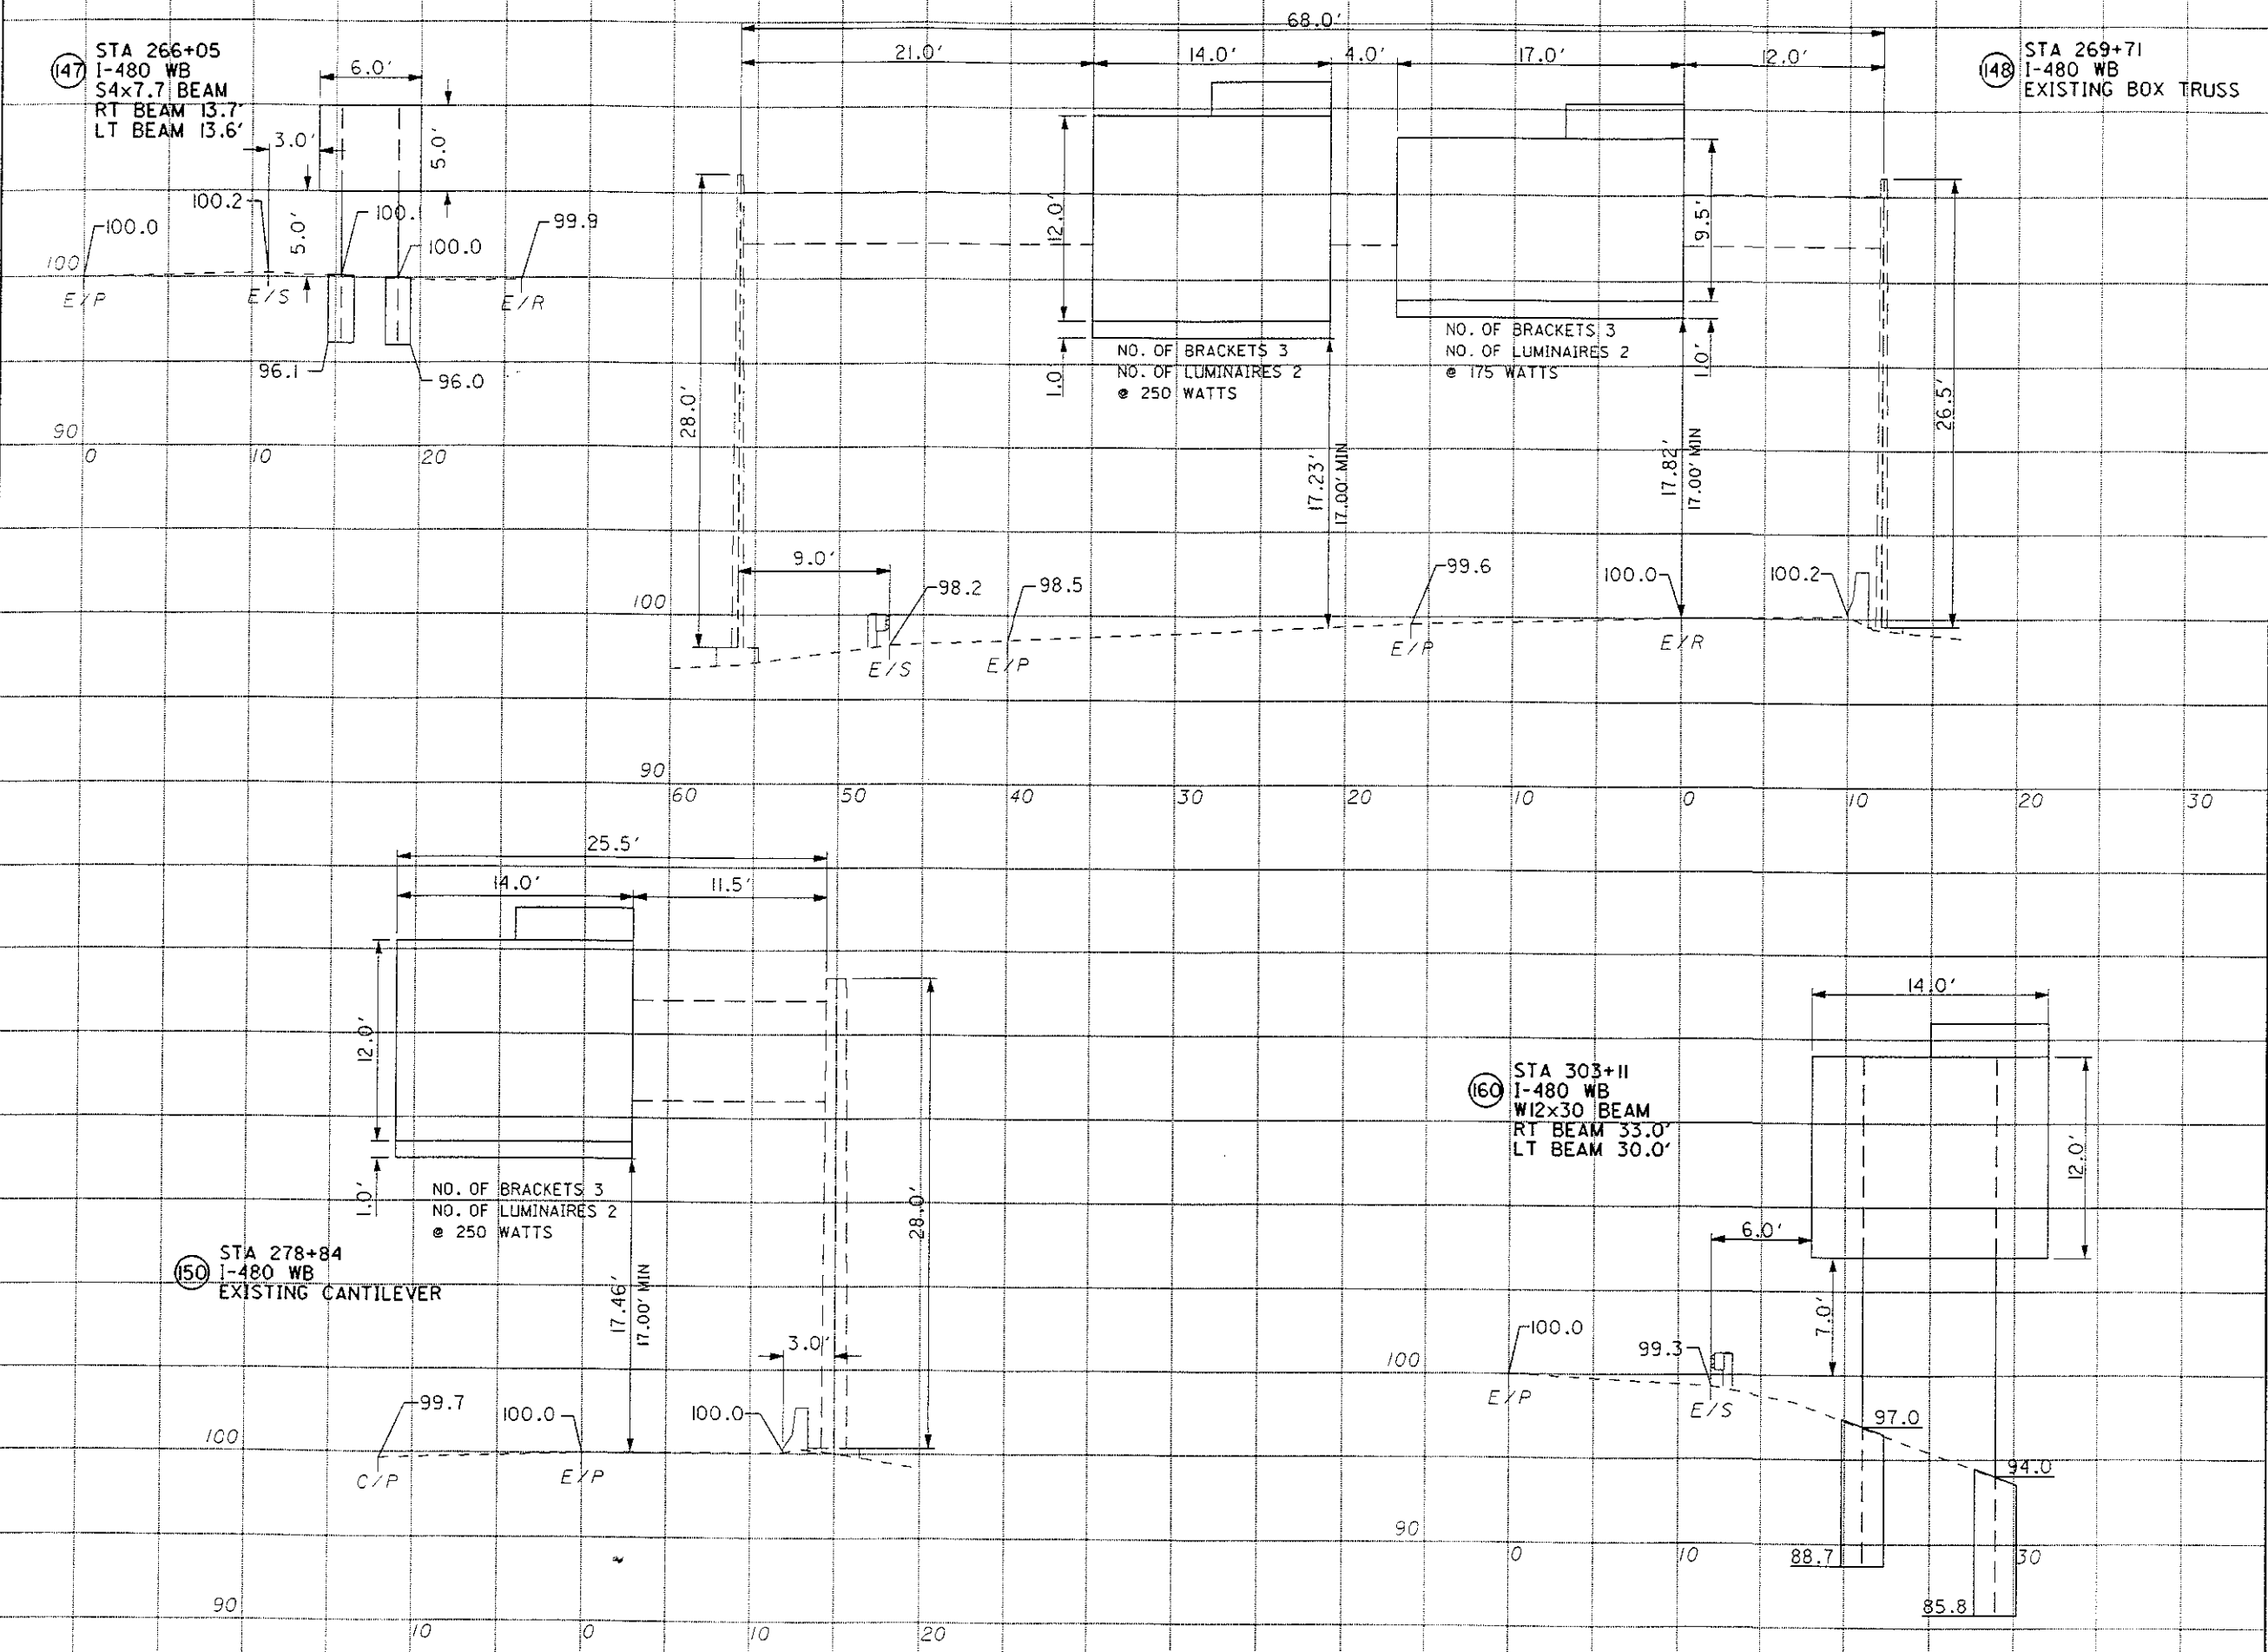 147
STA 266+05
I-480 WB
S4x7.7 BEAM
RT BEAM 13.7'
LT BEAM 13.6'
6.0'
3.0'
5.0'
5.0'
100.2
100.0
100.
100.0
99.9
100
E/P
E/S
E/R
96.1
96.0
90
0
10
20
68.0'
21.0'
14.0'
4.0'
17.0'
12.0'
148
STA 269+71
I-480 WB
EXISTING BOX TRUSS
12.0'
9.5'
28.0'
1.0'
NO. OF BRACKETS 3
NO. OF LUMINAIRES 2
@ 250 WATTS
NO. OF BRACKETS 3
NO. OF LUMINAIRES 2
@ 175 WATTS
1.0'
26.5'
17.23'
17.00' MIN
17.82'
17.00' MIN
9.0'
98.2
98.5
99.6
100.0
100.2
100
E/S
E/P
E/P
E/R
90
60
50
40
30
20
10
0
10
20
30
25.5'
14.0'
11.5'
12.0'
1.0'
NO. OF BRACKETS 3
NO. OF LUMINAIRES 2
@ 250 WATTS
28.0'
150
STA 278+84
I-480 WB
EXISTING CANTILEVER
17.46'
17.00' MIN
3.0'
99.7
100.0
100.0
100
C/P
E/P
90
10
0
10
20
14.0'
160
STA 303+11
I-480 WB
W12x30 BEAM
RT BEAM 33.0'
LT BEAM 30.0'
12.0'
6.0'
7.0'
100.0
99.3
100
E/P
E/S
97.0
94.0
90
0
10
88.7
30
85.8